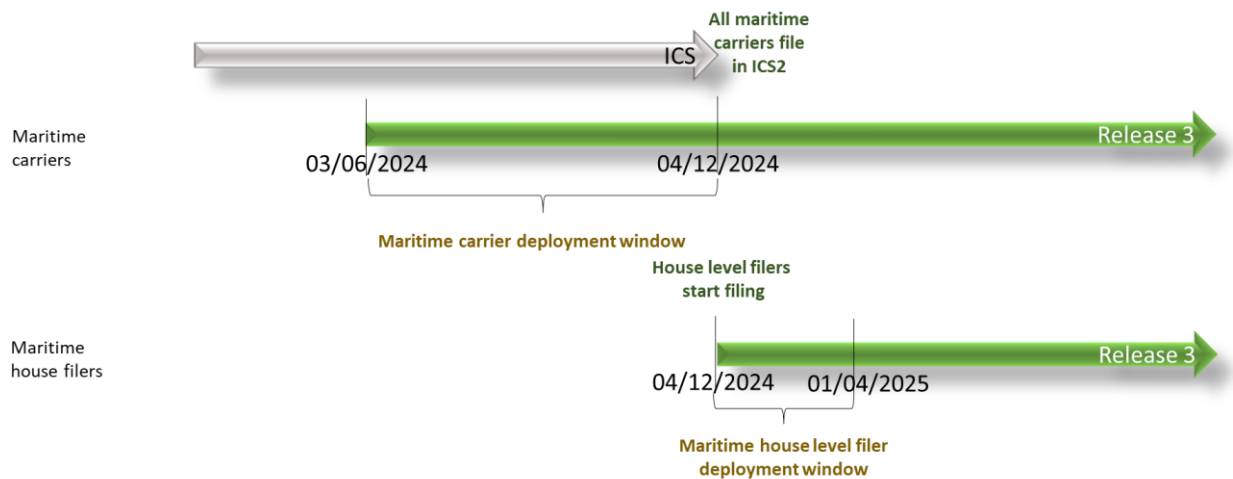 All maritime
carriers file
in ICS2
ICS
Maritime
carriers
Release 3
03/06/2024
04/12/2024
Maritime carrier deployment window
House level filers
start filing
Maritime
house filers
Release 3
04/12/2024
01/04/2025
Maritime house level filer
deployment window